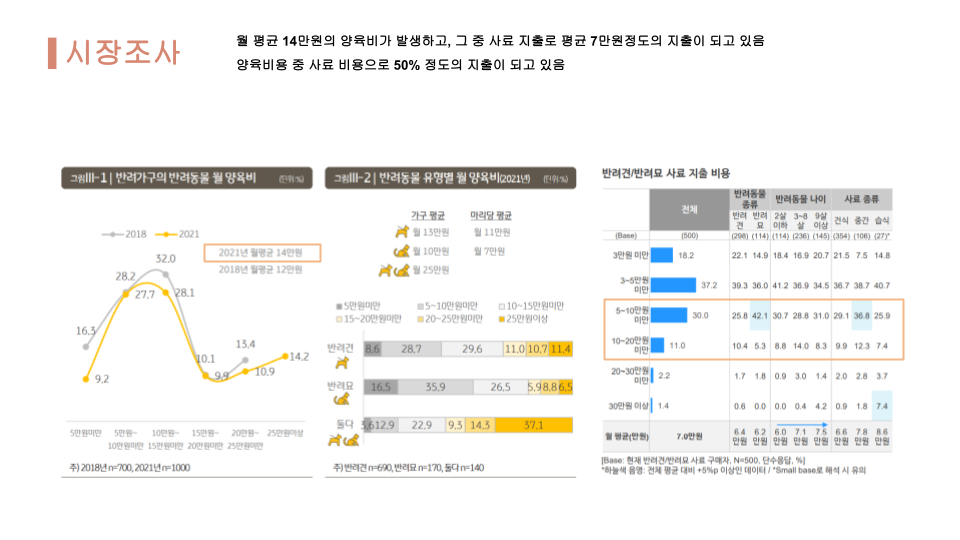 시장조사
월 평균 14만원의 양육비가 발생하고, 그 중 사료 지출로 평균 7만원정도의 지출이 되고 있음
양육비용 중 사료 비용으로 50% 정도의 지출이 되고 있음
그림III-1 | 반려가구의 반려동물 월 양육비 (단위:%)
2018 2021
2021년 월평균 14만원
2018년 월평균 12만원
16.3 28.2 32.0 10.1 13.4
9.2 27.7 28.1 9.9 10.9 14.2
5만원미만 5만원~10만원미만 10만원~15만원미만 15만원~20만원미만 20만원~25만원미만 25만원이상
주) 2018년 n=700, 2021년 n=1000
그림III-2 | 반려동물 유형별 월 양육비(2021년) (단위:%)
가구 평균 마리당 평균
월 13만원 월 11만원
월 10만원 월 7만원
월 25만원
5만원미만 5~10만원미만 10~15만원미만
15~20만원미만 20~25만원미만 25만원이상
반려견 8.6 28.7 29.6 11.0 10.7 11.4
반려묘 16.5 35.9 26.5 5.9 8.8 6.5
둘다 3.6 12.9 22.9 9.3 14.3 37.1
주) 반려견 n=690, 반려묘 n=170, 둘다 n=140
반려견/반려묘 사료 지출 비용
전체 반려동물 종류 반려동물 나이 사료 종류
반려견 반려묘 2살 이하 3~8살 9살 이상 건식 중간 습식
(Base) (500) (298) (114) (114) (236) (145) (354) (106) (27)*
3만원 미만 18.2 22.1 14.9 18.4 16.9 20.7 21.5 7.5 14.8
3~5만원 미만 37.2 39.3 36.0 41.2 36.9 34.5 36.7 38.7 40.7
5~10만원 미만 30.0 25.8 42.1 30.7 28.8 31.0 29.1 36.8 25.9
10~20만원 미만 11.0 10.4 5.3 8.8 14.0 8.3 9.9 12.3 7.4
20~30만원 미만 2.2 1.7 1.8 0.9 3.0 1.4 2.0 2.8 3.7
30만원 이상 1.4 0.6 0.0 0.0 0.4 4.2 0.9 1.8 7.4
월 평균(만원) 7.0만원 6.4만원 6.2만원 6.0만원 7.1만원 7.5만원 6.6만원 7.8만원 8.6만원
[Base: 현재 반려견/반려묘 사료 구매자, N=500, 단수응답, %]
*하늘색 음영: 전체 평균 대비 +5%p 이상인 데이터 / *Small base로 해석 시 유의